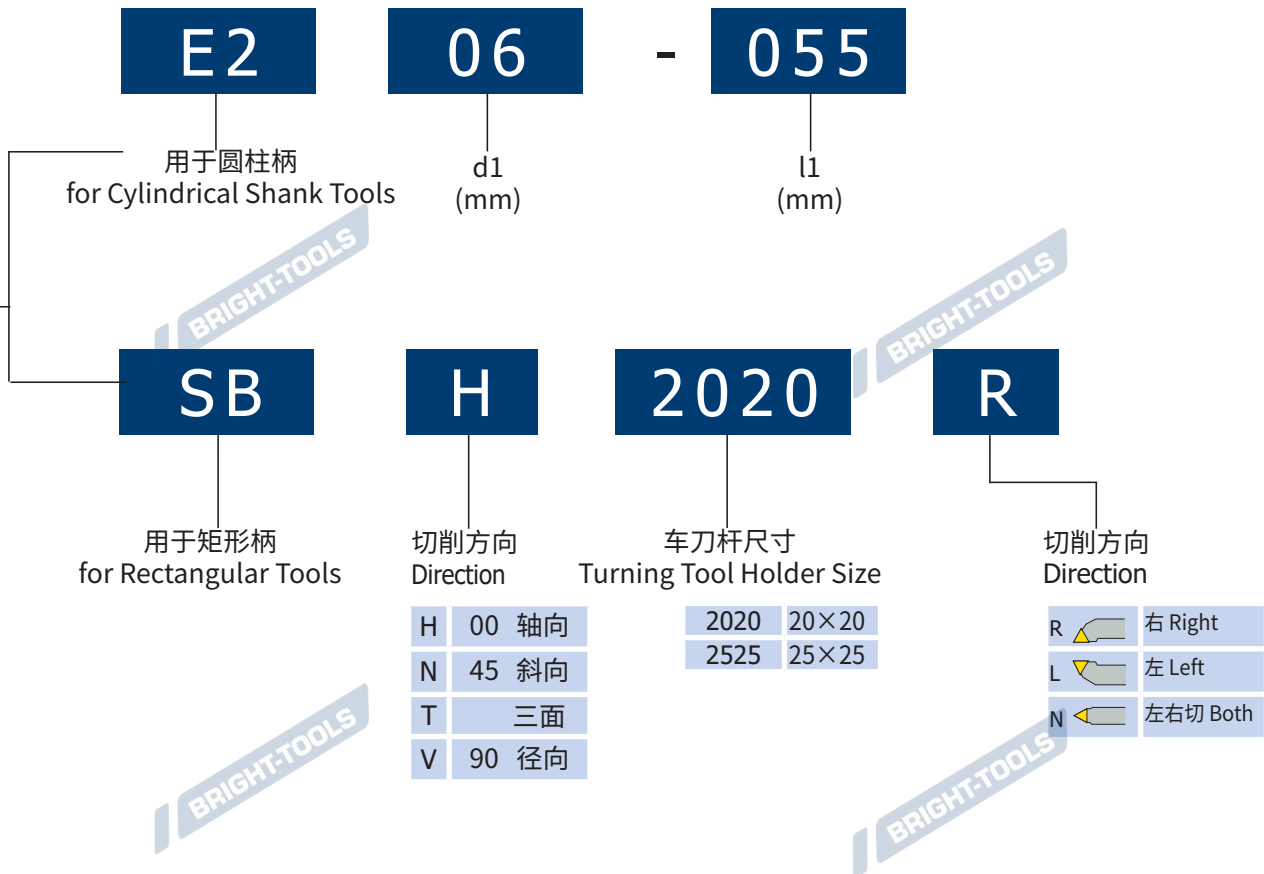 E2 06 - 055
用于圆柱柄
for Cylindrical Shank Tools
d1
(mm)
l1
(mm)
BRIGHT-TOOLS
BRIGHT-TOOLS
SB H 2020 R
用于矩形柄
for Rectangular Tools
切削方向
Direction
H 00 轴向
N 45 斜向
T 三面
V 90 径向
车刀杆尺寸
Turning Tool Holder Size
2020 20×20
2525 25×25
切削方向
Direction
R 右 Right
L 左 Left
N 左右切 Both
BRIGHT-TOOLS
BRIGHT-TOOLS